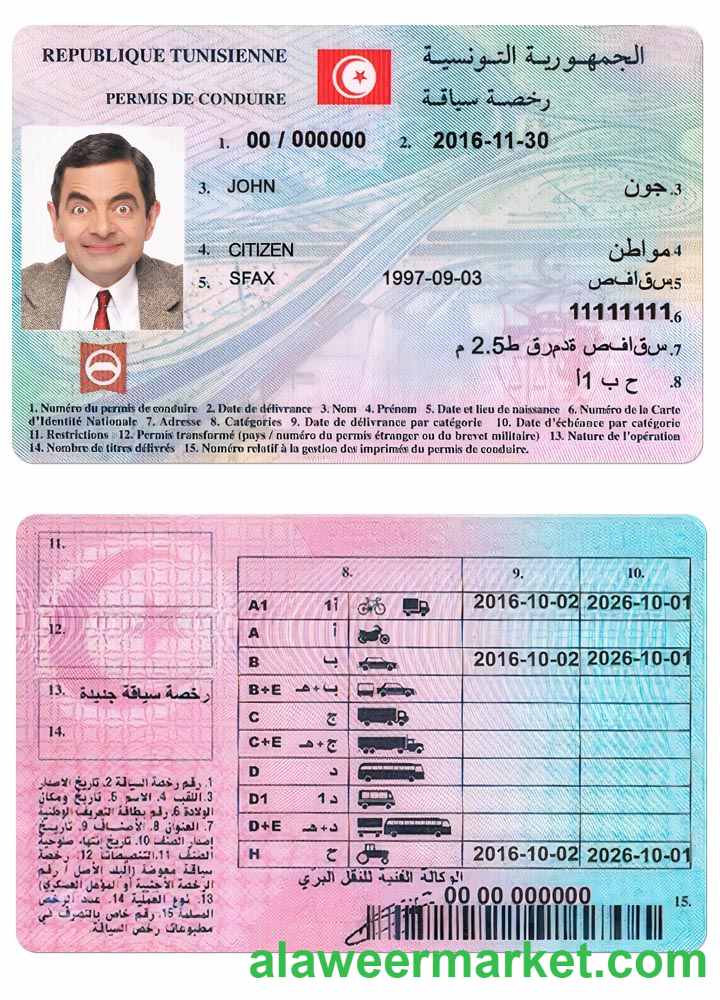 REPUBLIQUE TUNISIENNE الجمهورية التونسية
PERMIS DE CONDUIRE رخصة سياقة
1. 00 / 000000 2. 2016-11-30
3. JOHN جون .3
4. CITIZEN مواطن .4
5. SFAX 1997-09-03 سقافص .5
11111111 .6
7. سقافص ةدمرق ط2.5 م
8. ح ب أ1
1. Numéro du permis de conduire 2. Date de délivrance 3. Nom 4. Prénom 5. Date et lieu de naissance 6. Numéro de la Carte
d'Identité Nationale 7. Adresse 8. Catégories 9. Date de délivrance par catégorie 10. Date d'échéance par catégorie
11. Restrictions 12. Permis transformé (pays / numéro du permis étranger ou du brevet militaire) 13. Nature de l'opération
14. Nombre de titres délivrés 15. Numéro relatif à la gestion des imprimés du permis de conduire.
11.
12.
13. رخصة سياقة جديدة
14.
8. 9. 10.
A1 أ1 2016-10-02 2026-10-01
A أ
B ب 2016-10-02 2026-10-01
B+E ب+هـ
C ج
C+E ج+هـ
D د
D1 د1
D+E د+هـ
H ح 2016-10-02 2026-10-01
1. رقم رخصة السياقة 2. تاريخ الاصدار
3. اللقب 4. الاسم 5. تاريخ ومكان
الولادة 6. رقم بطاقة التعريف الوطنية
7. العنوان 8. الأصناف 9. تاريخ
إصدار الصنف 10. تاريخ إنتهاء صلوحية
الصنف 11. التنصيصات 12. رخصة
سياقة معوضة (البلد الأصل / رقم
الرخصة الأجنبية أو المؤهل العسكري)
13. نوع العملية 14. عدد الرخص
المسلمة 15. رقم خاص بالتصرف في
مطبوعات رخص السياقة.
الوكالة الفنية للنقل البري
00 00 000000 15.
alaweermarket.com